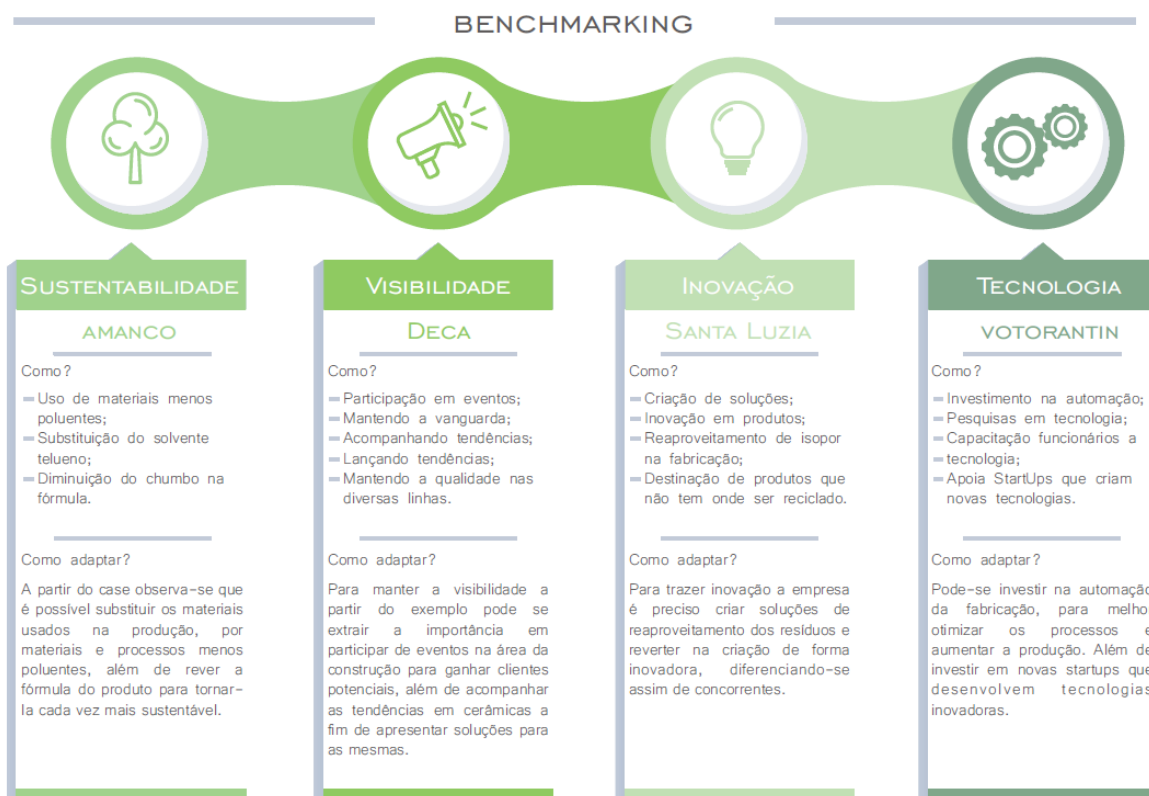 BENCHMARKING
SUSTENTABILIDADE
AMANCO
Como?
Uso de materiais menos
poluentes;
Substituição do solvente
telueno;
Diminuição do chumbo na
fórmula.
Como adaptar?
A partir do case observa-se que
é possível substituir os materiais
usados na produção, por
materiais e processos menos
poluentes, além de rever a
fórmula do produto para tornar-
la cada vez mais sustentável.
VISIBILIDADE
DECA
Como?
Participação em eventos;
Mantendo a vanguarda;
Acompanhando tendências;
Lançando tendências;
Mantendo a qualidade nas
diversas linhas.
Como adaptar?
Para manter a visibilidade a
partir do exemplo pode se
extrair a importância em
participar de eventos na área da
construção para ganhar clientes
potenciais, além de acompanhar
as tendências em cerâmicas a
fim de apresentar soluções para
as mesmas.
INOVAÇÃO
SANTA LUZIA
Como?
Criação de soluções;
Inovação em produtos;
Reaproveitamento de isopor
na fabricação;
Destinação de produtos que
não tem onde ser reciclado.
Como adaptar?
Para trazer inovação a empresa
é preciso criar soluções de
reaproveitamento dos resíduos e
reverter na criação de forma
inovadora, diferenciando-se
assim de concorrentes.
TECNOLOGIA
VOTORANTIN
Como?
Investimento na automação;
Pesquisas em tecnologia;
Capacitação funcionários a
tecnologia;
Apoia StartUps que criam
novas tecnologias.
Como adaptar?
Pode-se investir na automação
da fabricação, para melho
otimizar os processos e
aumentar a produção. Além de
investir em novas startups que
desenvolvem tecnologias
inovadoras.